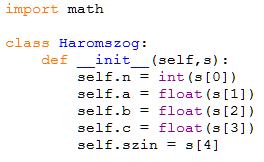 import math

class Haromszog:
    def __init__(self,s):
        self.n = int(s[0])
        self.a = float(s[1])
        self.b = float(s[2])
        self.c = float(s[3])
        self.szin = s[4]